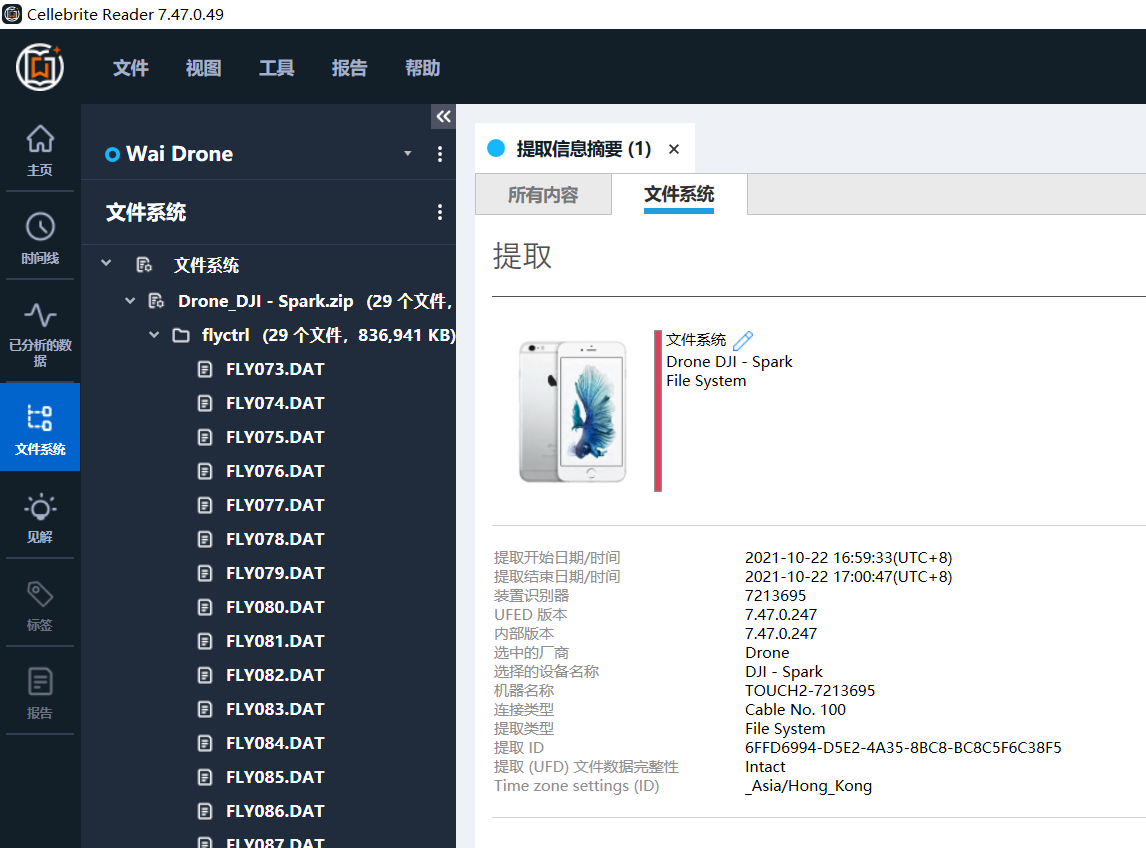 Cellebrite Reader 7.47.0.49
文件 视图 工具 报告 帮助
主页
时间线
已分析的数
据
文件系统
见解
标签
报告
Wai Drone
文件系统
文件系统
Drone_DJI - Spark.zip (29 个文件,
flyctrl (29 个文件, 836,941 KB)
FLY073.DAT
FLY074.DAT
FLY075.DAT
FLY076.DAT
FLY077.DAT
FLY078.DAT
FLY079.DAT
FLY080.DAT
FLY081.DAT
FLY082.DAT
FLY083.DAT
FLY084.DAT
FLY085.DAT
FLY086.DAT
FLY087.DAT
提取信息摘要 (1)
所有内容 文件系统
提取
文件系统
Drone DJI - Spark
File System
提取开始日期/时间 2021-10-22 16:59:33(UTC+8)
提取结束日期/时间 2021-10-22 17:00:47(UTC+8)
装置识别器 7213695
UFED 版本 7.47.0.247
内部版本 7.47.0.247
选中的厂商 Drone
选择的设备名称 DJI - Spark
机器名称 TOUCH2-7213695
连接类型 Cable No. 100
提取类型 File System
提取 ID 6FFD6994-D5E2-4A35-8BC8-BC8C5F6C38F5
提取 (UFD) 文件数据完整性 Intact
Time zone settings (ID) _Asia/Hong_Kong